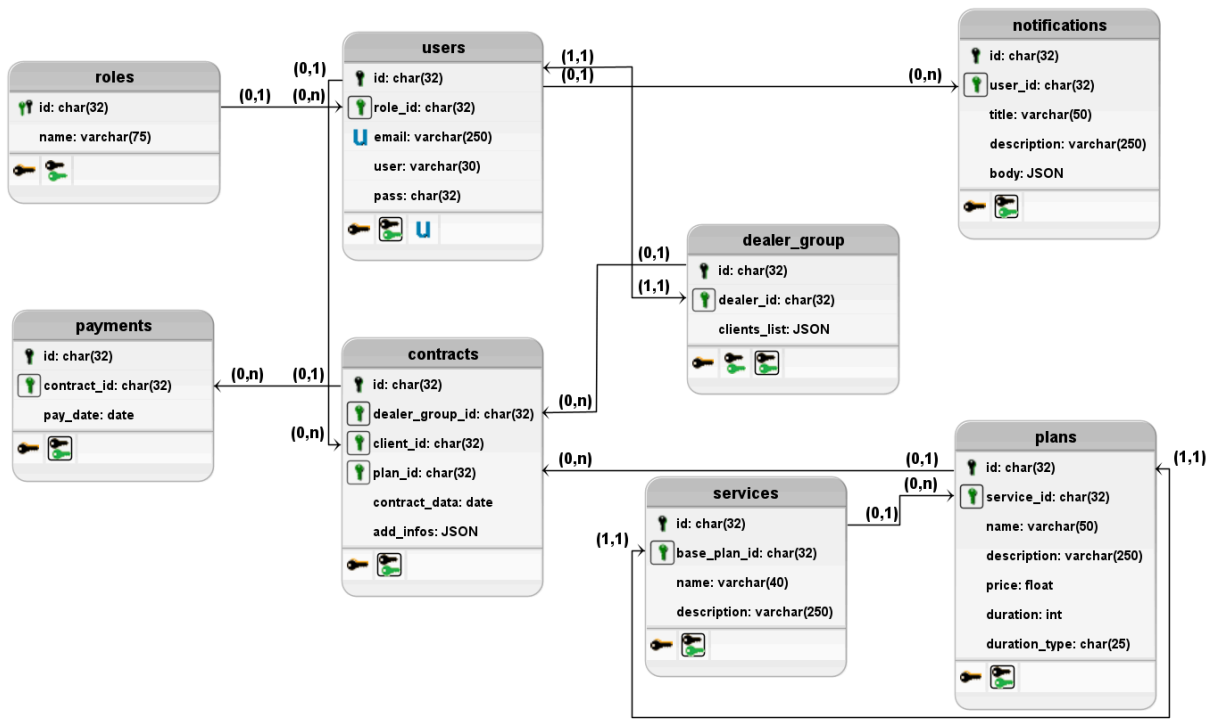 roles
id: char(32)
name: varchar(75)
(0,1)
(0,n)
users
id: char(32)
role_id: char(32)
email: varchar(250)
user: varchar(30)
pass: char(32)
u
u
(0,1)
(1,1)
(0,1)
(0,n)
notifications
id: char(32)
user_id: char(32)
title: varchar(50)
description: varchar(250)
body: JSON
dealer_group
id: char(32)
dealer_id: char(32)
clients_list: JSON
(0,1)
(1,1)
payments
id: char(32)
contract_id: char(32)
pay_date: date
(0,n)
(0,1)
(0,n)
contracts
id: char(32)
dealer_group_id: char(32)
client_id: char(32)
plan_id: char(32)
contract_data: date
add_infos: JSON
(0,n)
(0,n)
(0,1)
services
id: char(32)
base_plan_id: char(32)
name: varchar(40)
description: varchar(250)
(1,1)
(0,1)
(0,n)
plans
id: char(32)
service_id: char(32)
name: varchar(50)
description: varchar(250)
price: float
duration: int
duration_type: char(25)
(1,1)